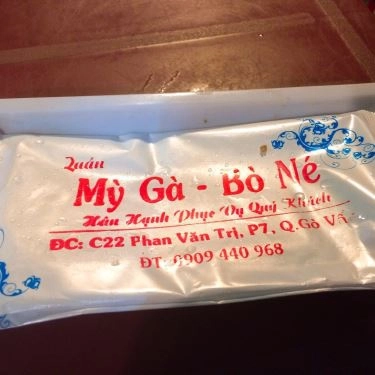 Quán
Mỳ Gà - Bò Né
Hân Hạnh Phục Vụ Quý Khách
ĐC: C22 Phan Văn Trị, P7, Q.Gò Vấ
ĐT: 0909 440 968